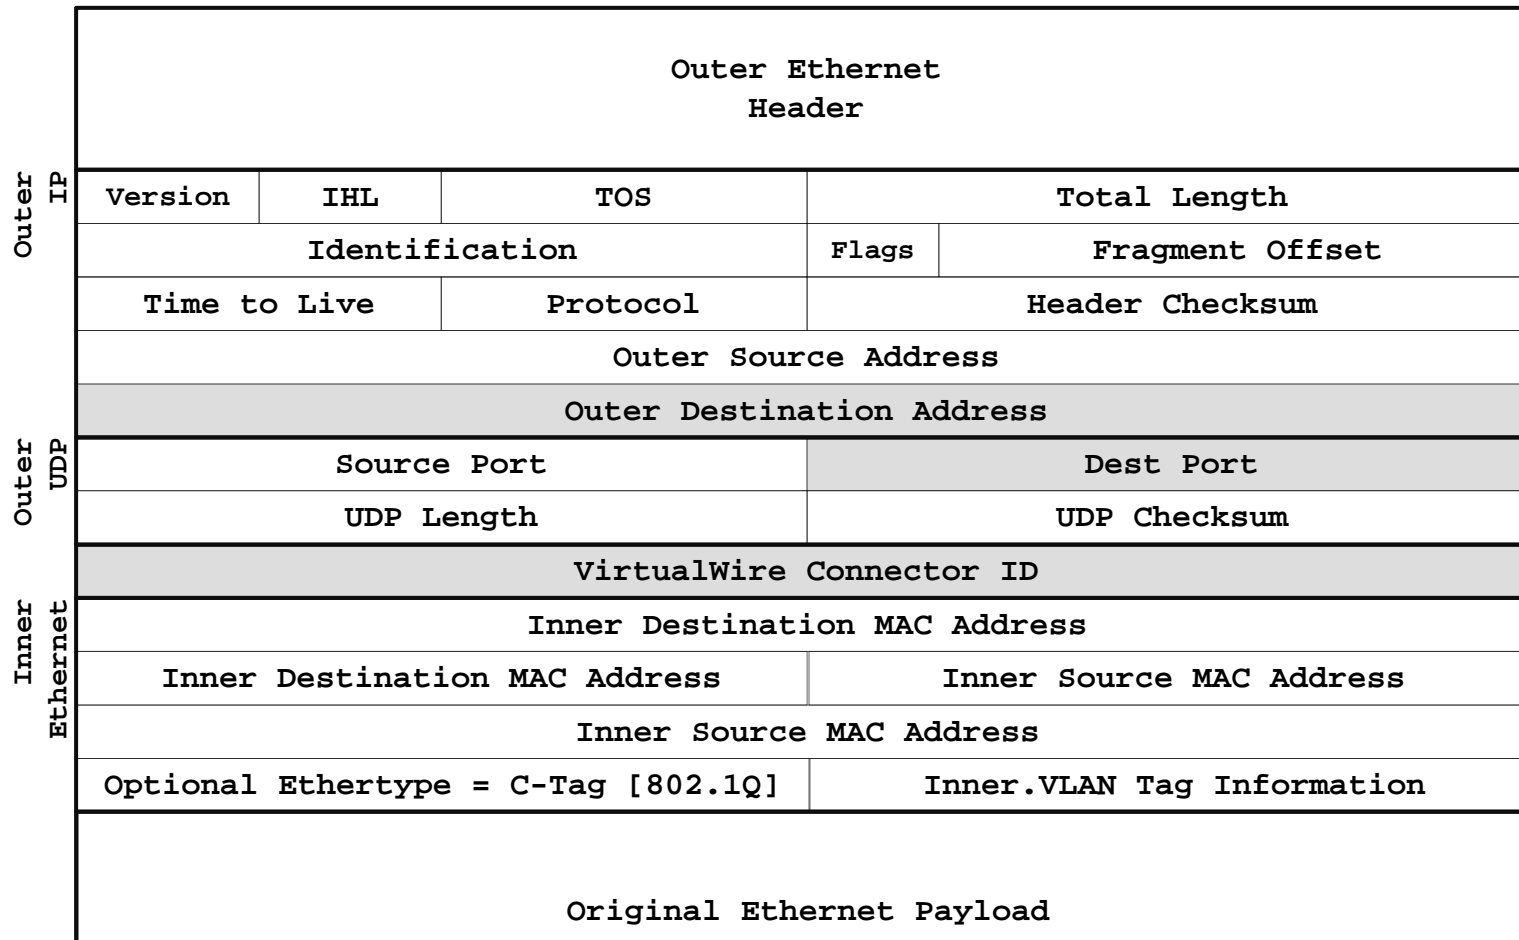 Outer Ethernet
Header
Outer
IP
Version IHL TOS Total Length
Identification Flags Fragment Offset
Time to Live Protocol Header Checksum
Outer Source Address
Outer Destination Address
Outer
UDP
Source Port Dest Port
UDP Length UDP Checksum
VirtualWire Connector ID
Inner
Ethernet
Inner Destination MAC Address
Inner Destination MAC Address Inner Source MAC Address
Inner Source MAC Address
Optional Ethertype = C-Tag [802.1Q] Inner.VLAN Tag Information
Original Ethernet Payload